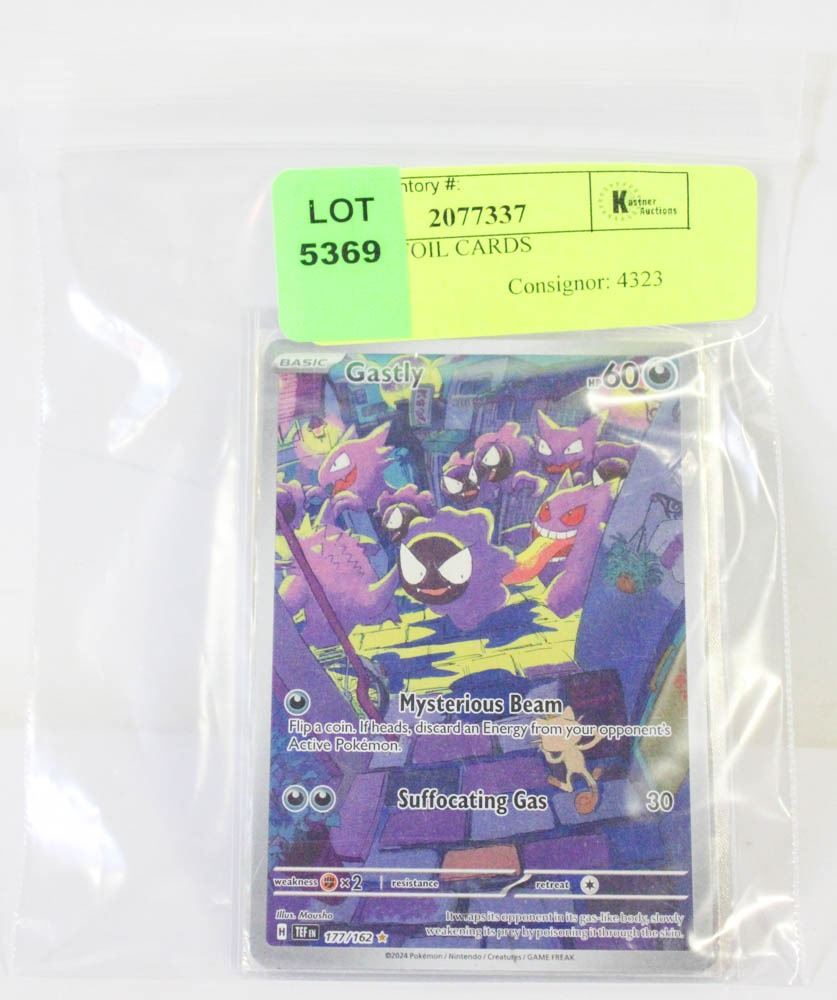 LOT
5369
ntory #:
2077337
Kastner
Auctions
FOIL CARDS
Consignor: 4323
BASIC
Gastly
HP60
Mysterious Beam
Flip a coin. If heads, discard an Energy from your opponent's
Active Pokémon.
Suffocating Gas 30
weakness ×2 resistance retreat
Illus. Mousho
It wraps its opponent in its gas-like body, slowly
weakening its prey by poisoning it through the skin.
H TEF EN 177/162
©2024 Pokémon / Nintendo / Creatures / GAME FREAK